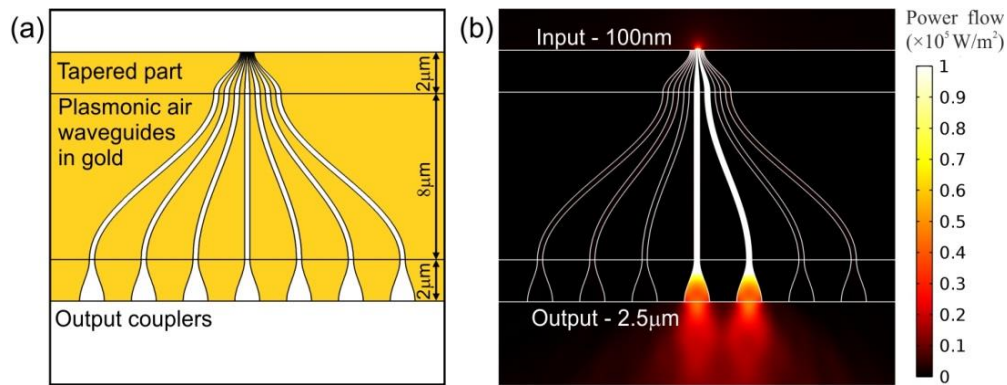 (a)
Tapered part
2μm
Plasmonic air
waveguides
in gold
8μm
2μm
Output couplers
(b)
Input - 100nm
Output - 2.5μm
Power flow
(×10⁵ W/m²)
1
0.9
0.8
0.7
0.6
0.5
0.4
0.3
0.2
0.1
0